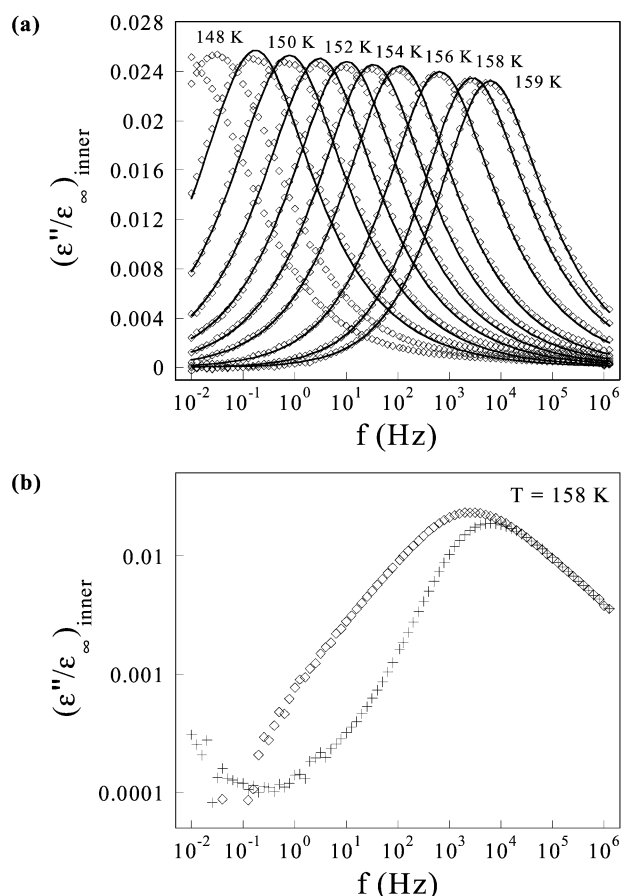 (a)
0.028
0.024
0.020
0.016
0.012
0.008
0.004
0
(ε''/ε∞)inner
148 K 150 K 152 K 154 K 156 K 158 K 159 K
10⁻² 10⁻¹ 10⁰ 10¹ 10² 10³ 10⁴ 10⁵ 10⁶
f (Hz)
(b)
T = 158 K
0.01
0.001
0.0001
(ε''/ε∞)inner
10⁻² 10⁻¹ 10⁰ 10¹ 10² 10³ 10⁴ 10⁵ 10⁶
f (Hz)